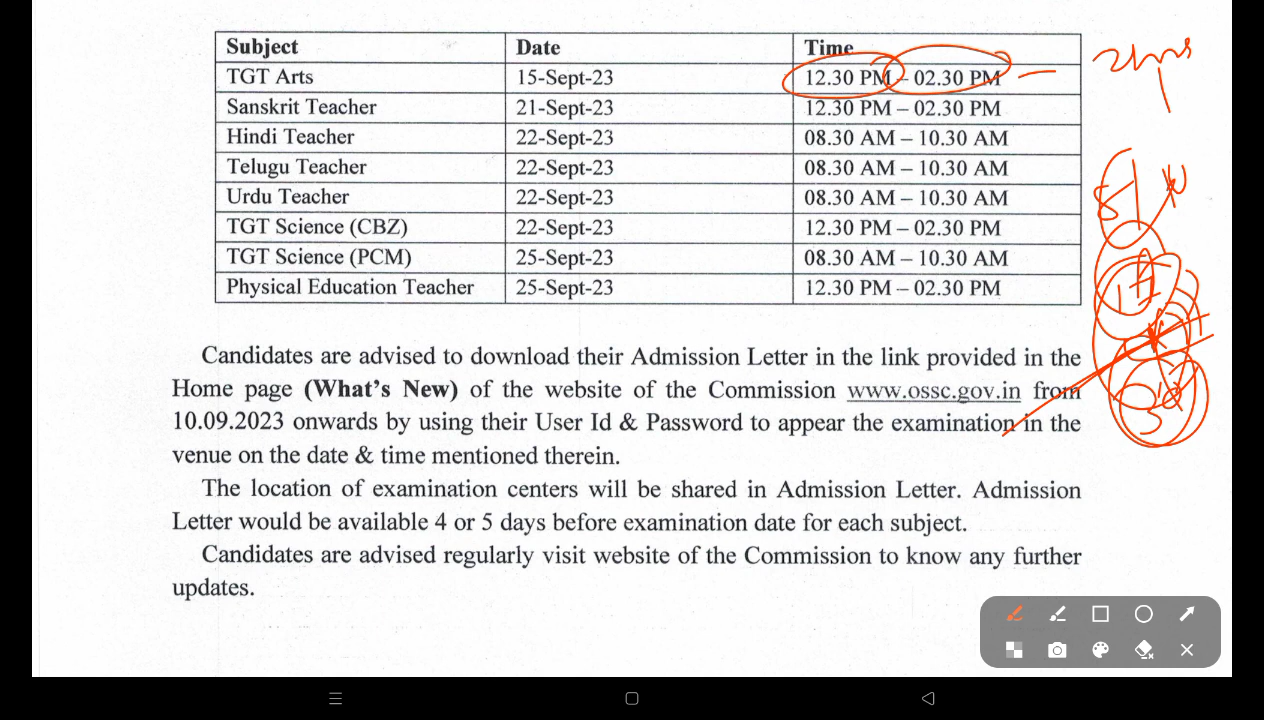 Subject Date Time
TGT Arts 15-Sept-23 12.30 PM – 02.30 PM
Sanskrit Teacher 21-Sept-23 12.30 PM – 02.30 PM
Hindi Teacher 22-Sept-23 08.30 AM – 10.30 AM
Telugu Teacher 22-Sept-23 08.30 AM – 10.30 AM
Urdu Teacher 22-Sept-23 08.30 AM – 10.30 AM
TGT Science (CBZ) 22-Sept-23 12.30 PM – 02.30 PM
TGT Science (PCM) 25-Sept-23 08.30 AM – 10.30 AM
Physical Education Teacher 25-Sept-23 12.30 PM – 02.30 PM
Candidates are advised to download their Admission Letter in the link provided in the
Home page (What's New) of the website of the Commission www.ossc.gov.in from
10.09.2023 onwards by using their User Id & Password to appear the examination in the
venue on the date & time mentioned therein.
The location of examination centers will be shared in Admission Letter. Admission
Letter would be available 4 or 5 days before examination date for each subject.
Candidates are advised regularly visit website of the Commission to know any further
updates.